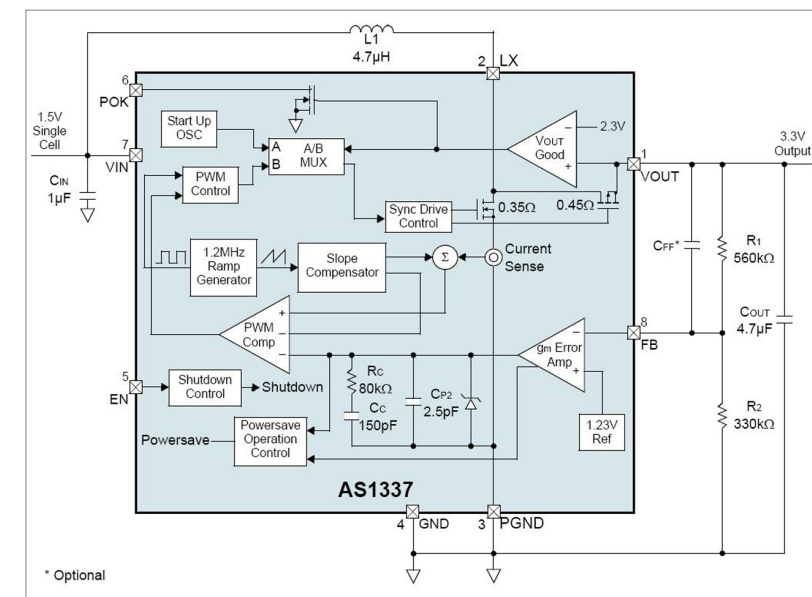 L1
4.7µH
2
LX
6
POK
1.5V
Single
Cell
7
VIN
CIN
1µF
Start Up
OSC
A
B
A/B
MUX
PWM
Control
VOUT
Good
−
2.3V
+
1
VOUT
3.3V
Output
Sync Drive
Control
0.35Ω
0.45Ω
1.2MHz
Ramp
Generator
Slope
Compensator
Σ
Current
Sense
CFF*
R1
560kΩ
COUT
4.7µF
+
−
−
PWM
Comp
8
FB
−
gm Error
Amp
+
5
EN
Shutdown
Control
Shutdown
RC
80kΩ
CC
150pF
CP2
2.5pF
1.23V
Ref
R2
330kΩ
Powersave
Powersave
Operation
Control
AS1337
4
GND
3
PGND
* Optional